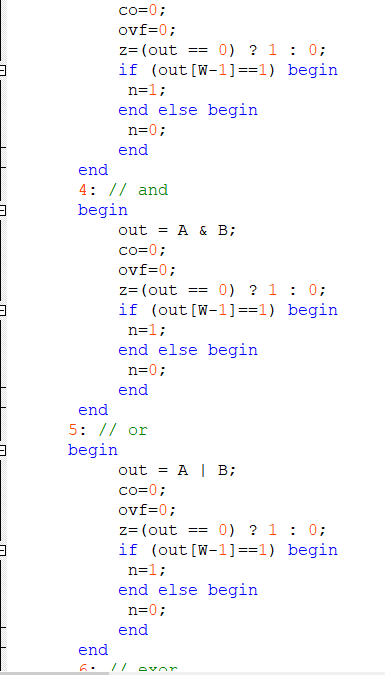 co=0;
ovf=0;
z=(out == 0) ? 1 : 0;
if (out[W-1]==1) begin
n=1;
end else begin
n=0;
end
end
4: // and
begin
out = A & B;
co=0;
ovf=0;
z=(out == 0) ? 1 : 0;
if (out[W-1]==1) begin
n=1;
end else begin
n=0;
end
end
5: // or
begin
out = A | B;
co=0;
ovf=0;
z=(out == 0) ? 1 : 0;
if (out[W-1]==1) begin
n=1;
end else begin
n=0;
end
end
6: // exor